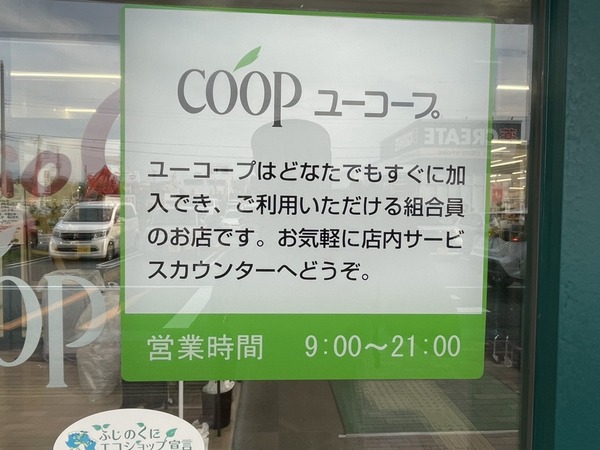 COOP ユーコープ
CREATE
ユーコープはどなたでもすぐに加
入でき、ご利用いただける組合員
のお店です。お気軽に店内サービ
スカウンターへどうぞ。
営業時間 9:00～21:00
OP
ふじのくに
エコショップ宣言